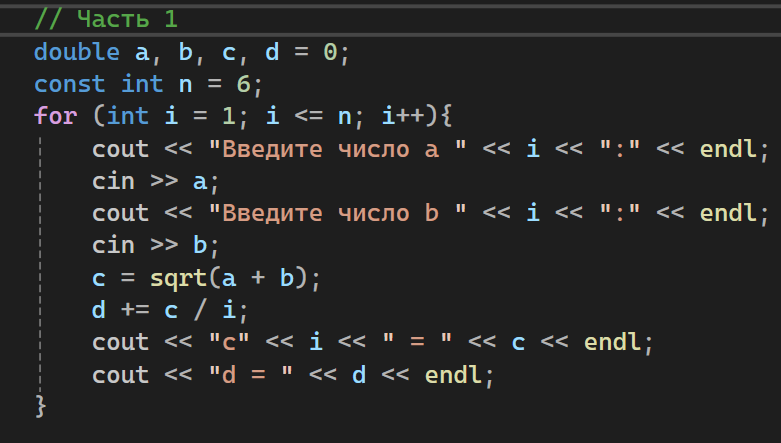 // Часть 1
double a, b, c, d = 0;
const int n = 6;
for (int i = 1; i <= n; i++){
cout << "Введите число a " << i << ":" << endl;
cin >> a;
cout << "Введите число b " << i << ":" << endl;
cin >> b;
c = sqrt(a + b);
d += c / i;
cout << "c" << i << " = " << c << endl;
cout << "d = " << d << endl;
}